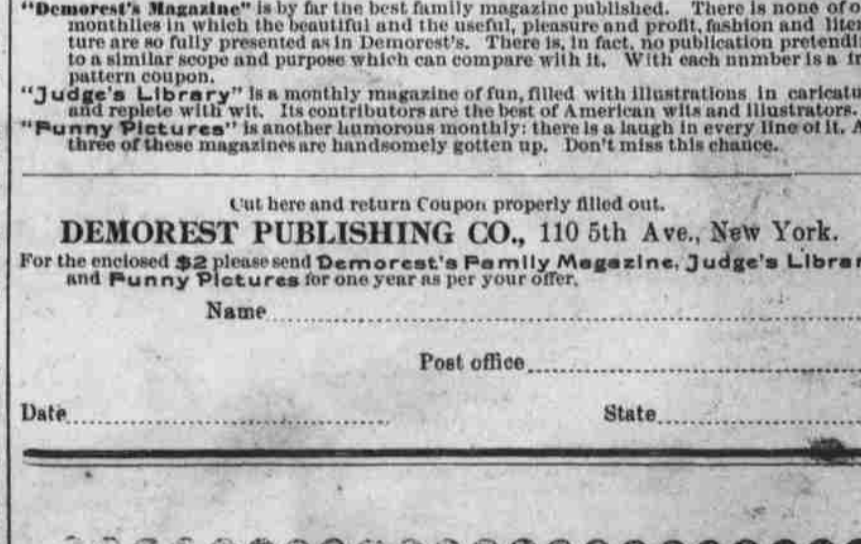 "Demorest's Magazine" is by far the best family magazine published. There is none of o
monthlies in which the beautiful and the useful, pleasure and profit, fashion and liter
ture are so fully presented as in Demorest's. There is, in fact, no publication pretendi
to a similar scope and purpose which can compare with it. With each number is a fr
pattern coupon.
"Judge's Library" is a monthly magazine of fun, filled with illustrations in caricatu
and replete with wit. Its contributors are the best of American wits and illustrators.
"Funny Pictures" is another humorous monthly: there is a laugh in every line of it. A
three of these magazines are handsomely gotten up. Don't miss this chance.
Cut here and return Coupon properly filled out.
DEMOREST PUBLISHING CO., 110 5th Ave., New York.
For the enclosed $2 please send Demorest's Family Magazine, Judge's Librar
and Funny Pictures for one year as per your offer.
Name
Post office
Date State